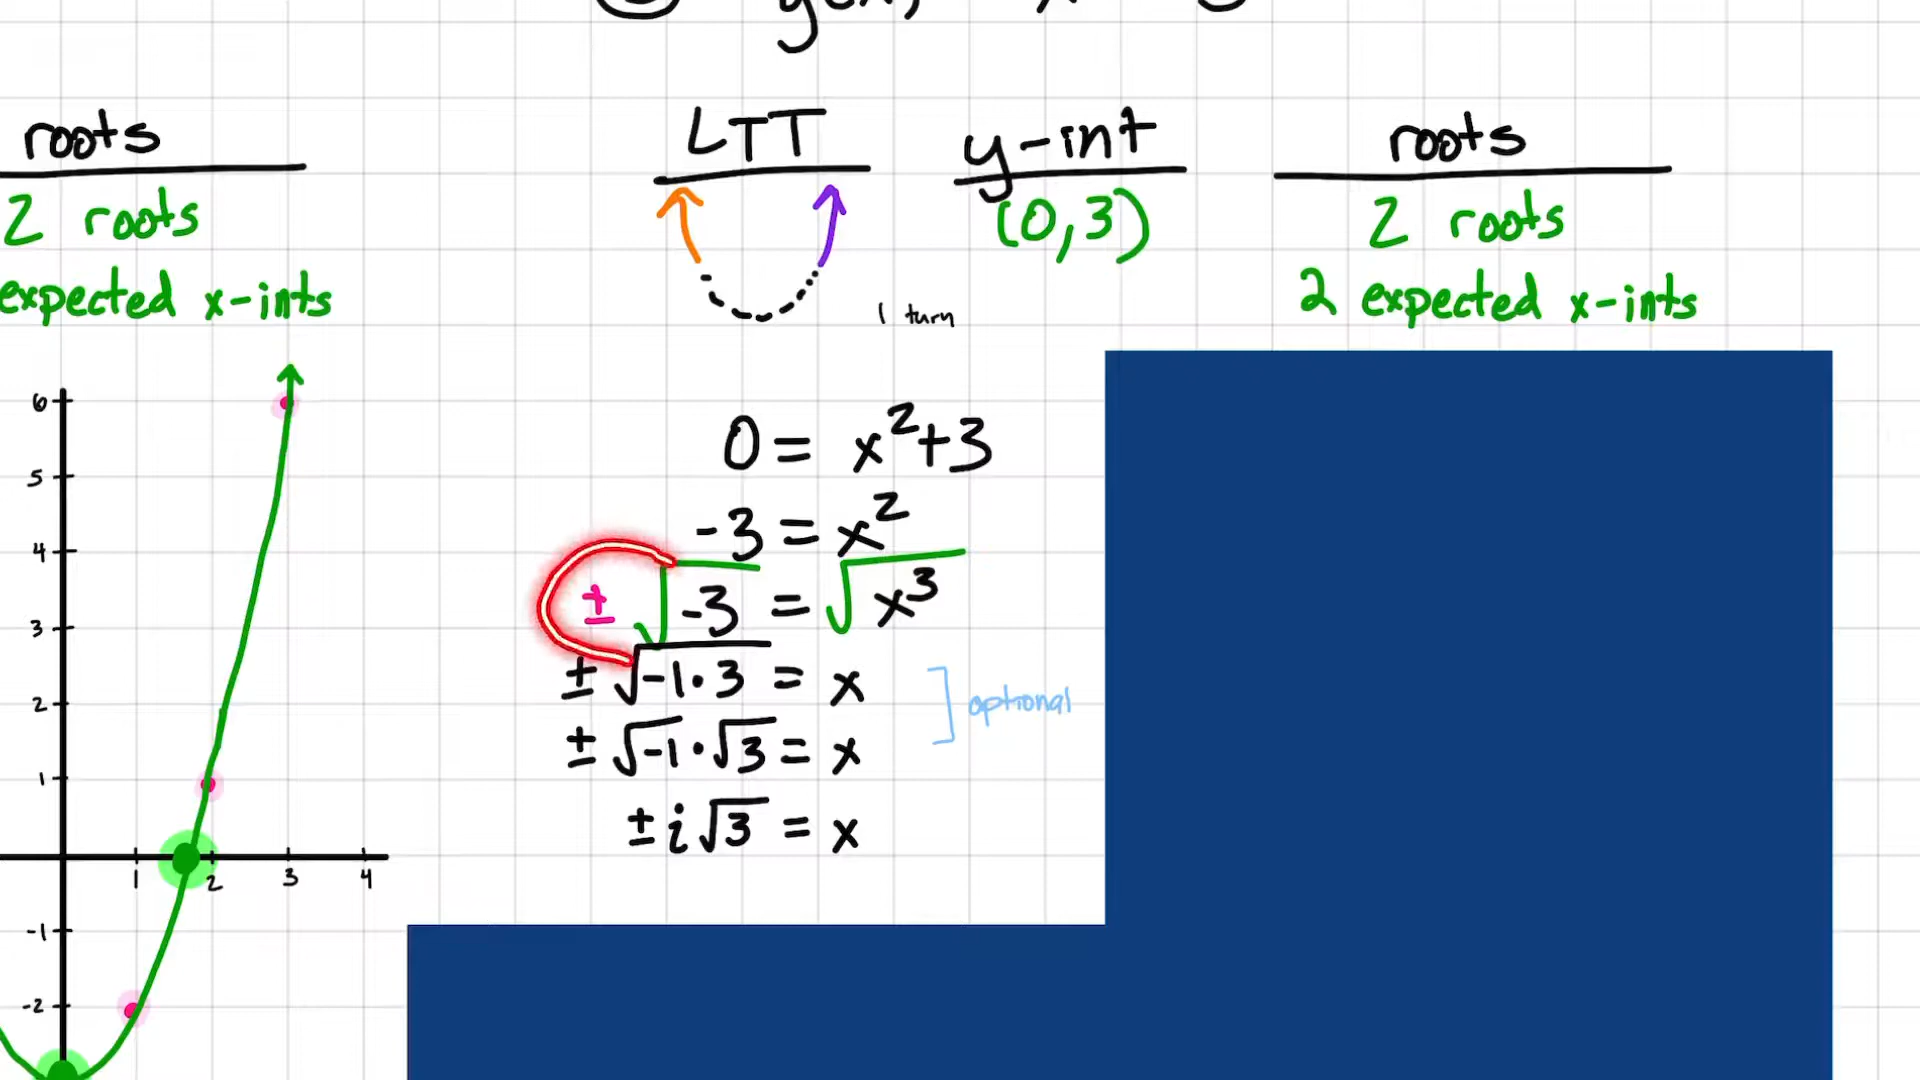 roots
2 roots
expected x-ints
6
5
4
3
2
1
-1
-2
1 2 3 4
LTT
1 turn
y-int
(0,3)
roots
2 roots
2 expected x-ints
0 = x²+3
-3 = x²
± √-3 = √x³
± √-1·3 = x
± √-1·√3 = x
optional
± i√3 = x